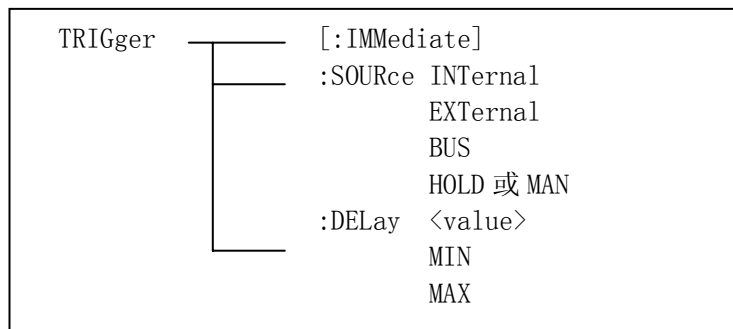 TRIGger [:IMMediate]
:SOURce INTernal
EXTernal
BUS
HOLD 或 MAN
:DELay <value>
MIN
MAX